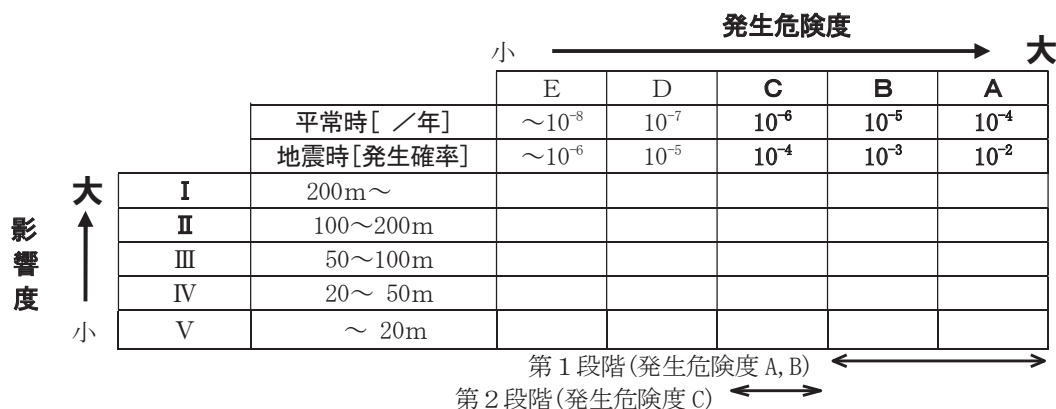 発生危険度
小 大
E D C B A
平常時[ /年] ～10⁻⁸ 10⁻⁷ 10⁻⁶ 10⁻⁵ 10⁻⁴
地震時[発生確率] ～10⁻⁶ 10⁻⁵ 10⁻⁴ 10⁻³ 10⁻²
影響度
大
小
Ⅰ 200m～
Ⅱ 100～200m
Ⅲ 50～100m
Ⅳ 20～ 50m
Ⅴ ～ 20m
第１段階(発生危険度 A,B)
第２段階(発生危険度 C)